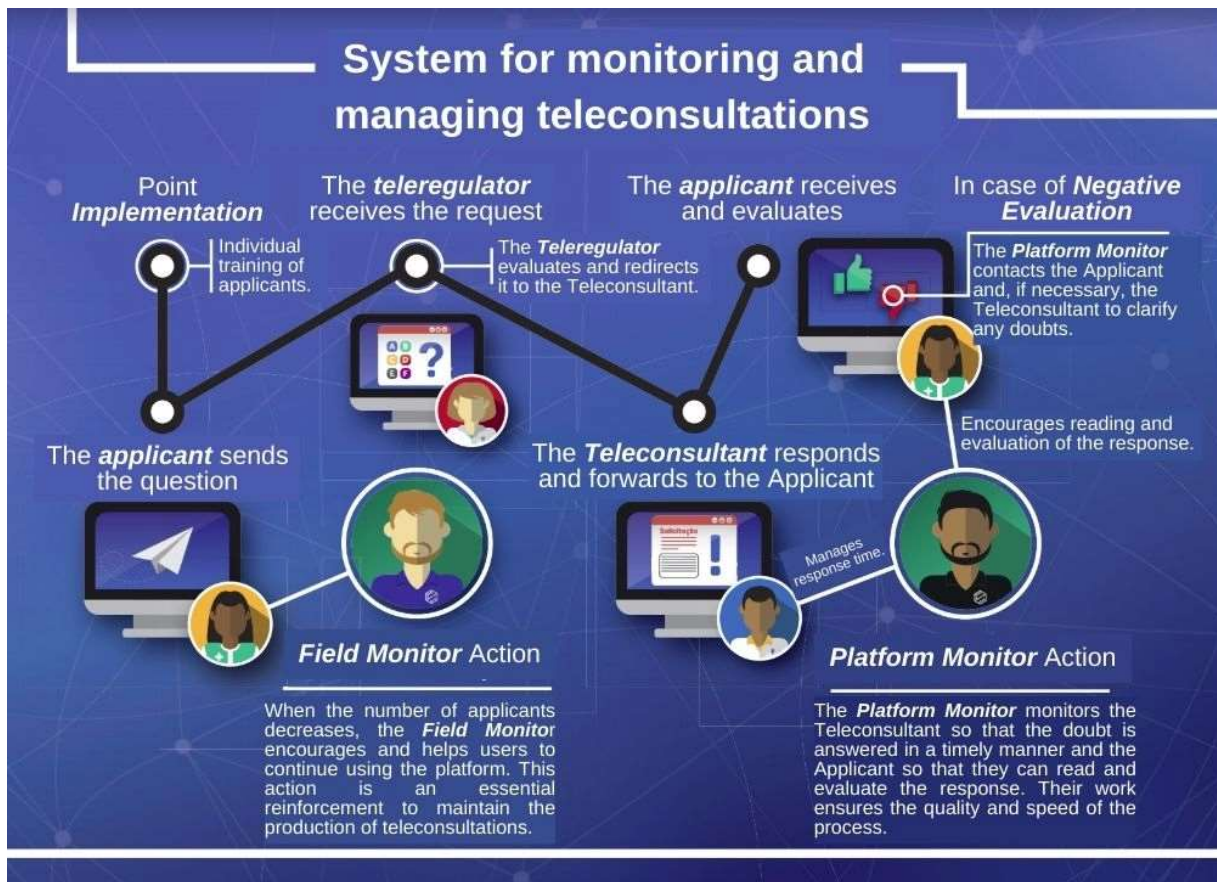 System for monitoring and
managing teleconsultations
Point
Implementation
Individual
training of
applicants.
The teleregulator
receives the request
The Teleregulator
evaluates and redirects
it to the Teleconsultant.
The applicant receives
and evaluates
In case of Negative
Evaluation
The Platform Monitor
contacts the Applicant
and, if necessary, the
Teleconsultant to clarify
any doubts.
A B
C D
E F
?
Encourages reading and
evaluation of the response.
The applicant sends
the question
The Teleconsultant responds
and forwards to the Applicant
Solicitação
!
Manages
response time.
Field Monitor Action
When the number of applicants
decreases, the Field Monitor
encourages and helps users to
continue using the platform. This
action is an essential
reinforcement to maintain the
production of teleconsultations.
Platform Monitor Action
The Platform Monitor monitors the
Teleconsultant so that the doubt is
answered in a timely manner and the
Applicant so that they can read and
evaluate the response. Their work
ensures the quality and speed of the
process.